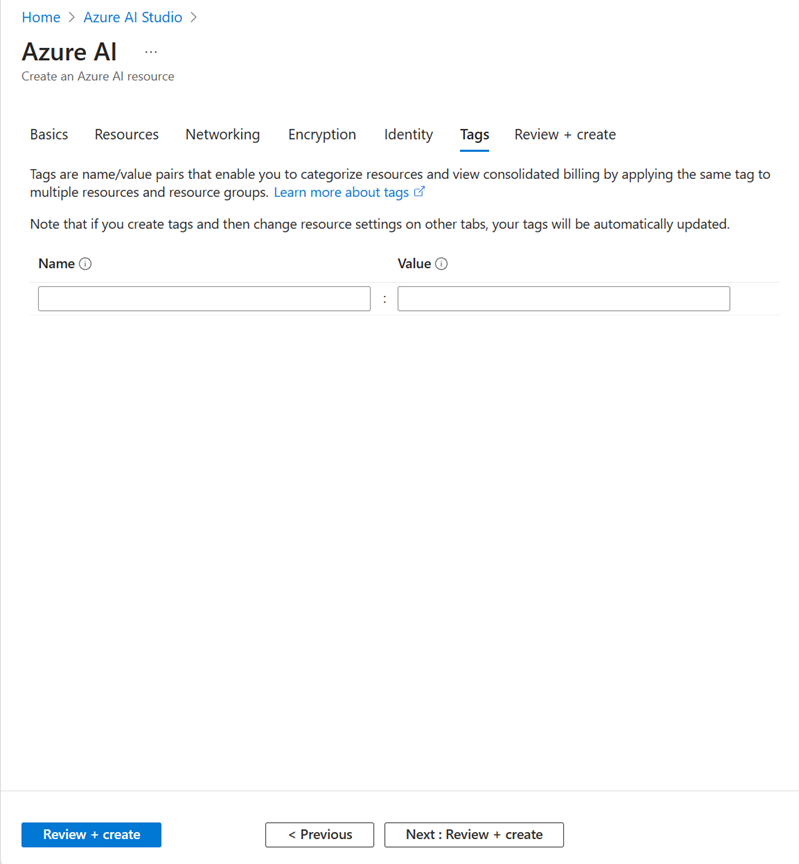 Home > Azure AI Studio >
Azure AI ...
Create an Azure AI resource
Basics Resources Networking Encryption Identity Tags Review + create
Tags are name/value pairs that enable you to categorize resources and view consolidated billing by applying the same tag to
multiple resources and resource groups. Learn more about tags
Note that if you create tags and then change resource settings on other tabs, your tags will be automatically updated.
Name Value
:
Review + create < Previous Next : Review + create